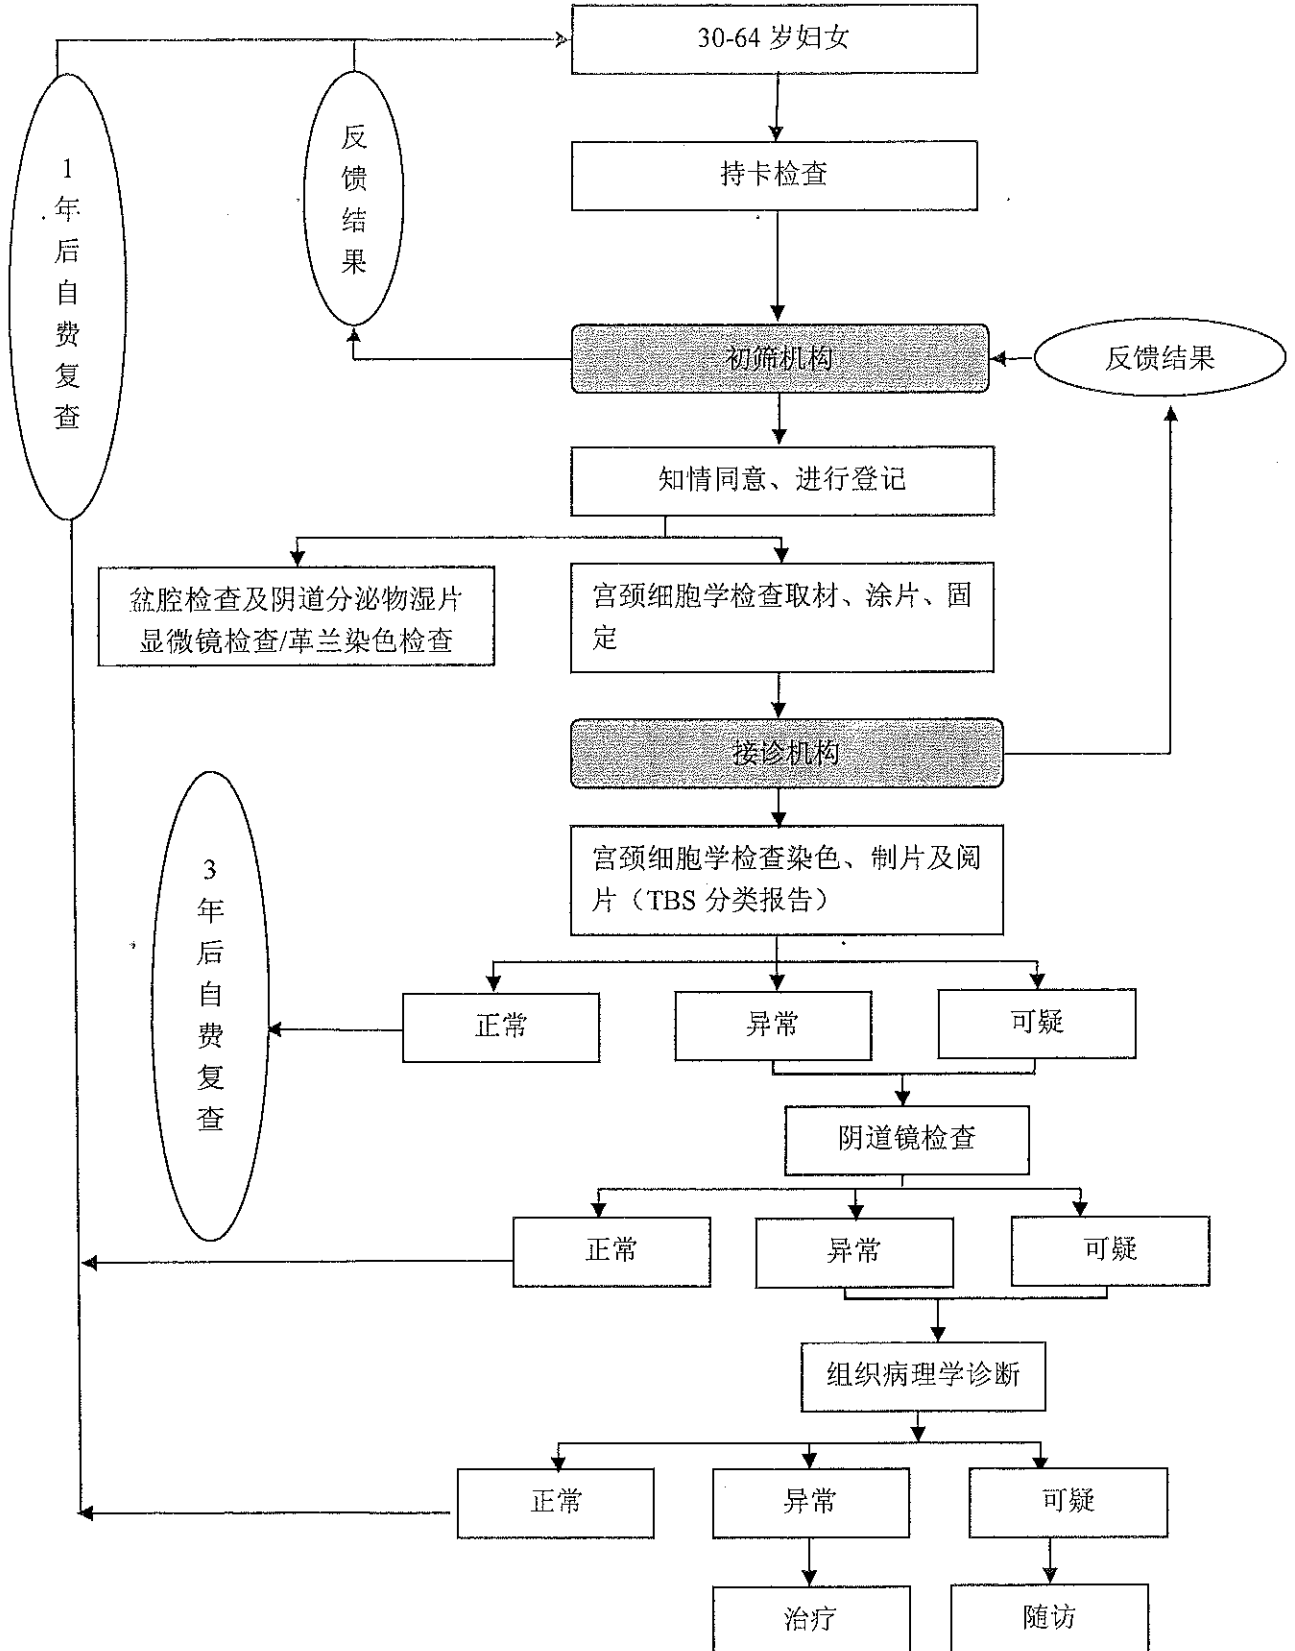 30-64 岁妇女
持卡检查
反馈结果
1年后自费复查
初筛机构
反馈结果
知情同意、进行登记
盆腔检查及阴道分泌物湿片
显微镜检查/革兰染色检查
宫颈细胞学检查取材、涂片、固
定
接诊机构
宫颈细胞学检查染色、制片及阅
片（TBS 分类报告）
3年后自费复查
正常
异常
可疑
阴道镜检查
正常
异常
可疑
组织病理学诊断
正常
异常
可疑
治疗
随访